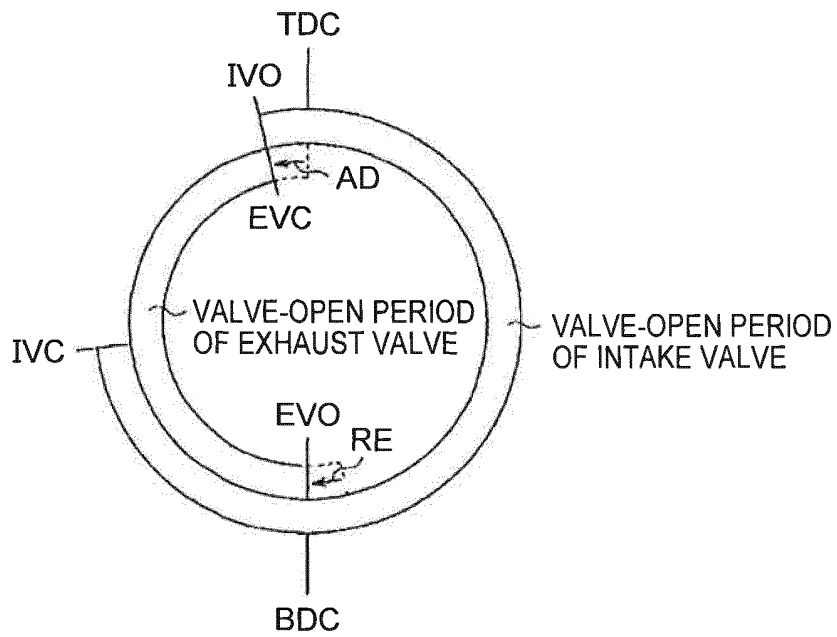 TDC
IVO
AD
EVC
VALVE-OPEN PERIOD
OF EXHAUST VALVE
VALVE-OPEN PERIOD
OF INTAKE VALVE
IVC
EVO
RE
BDC